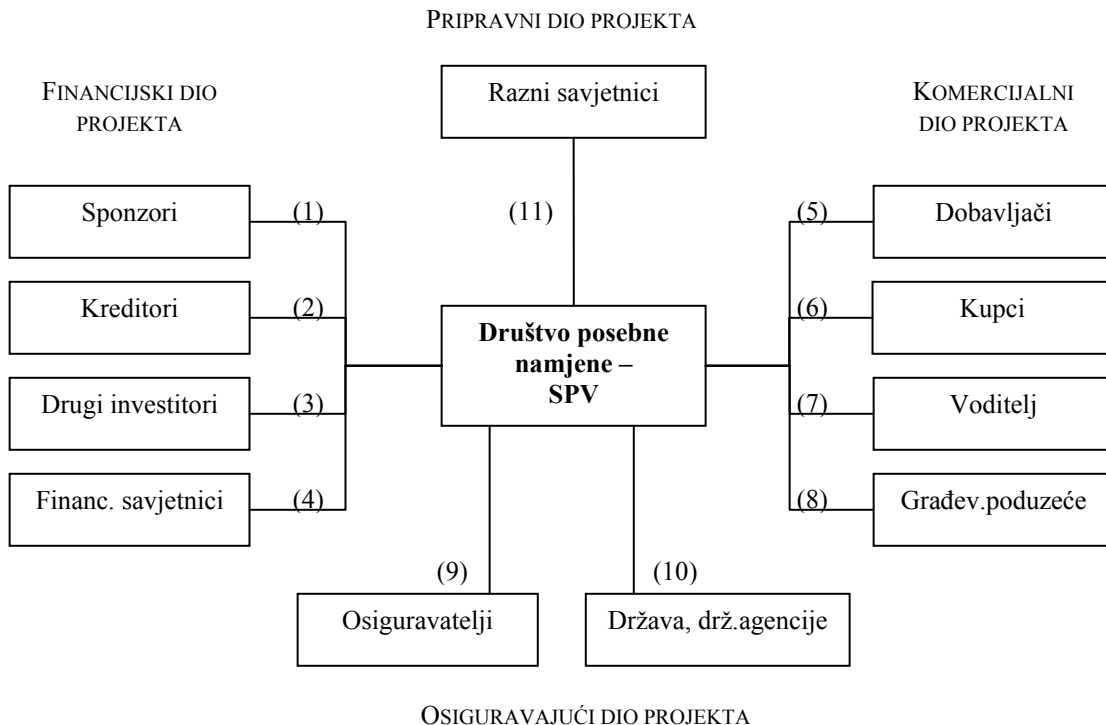 PRIPRAVNI DIO PROJEKTA
FINANCIJSKI DIO
PROJEKTA
Razni savjetnici
KOMERCIJALNI
DIO PROJEKTA
Sponzori
(1)
(11)
(5)
Dobavljači
Kreditori
(2)
Društvo posebne
namjene –
SPV
(6)
Kupci
Drugi investitori
(3)
(7)
Voditelj
Financ. savjetnici
(4)
(8)
Građev.poduzeće
(9)
(10)
Osiguravatelji
Država, drž.agencije
OSIGURAVAJUĆI DIO PROJEKTA